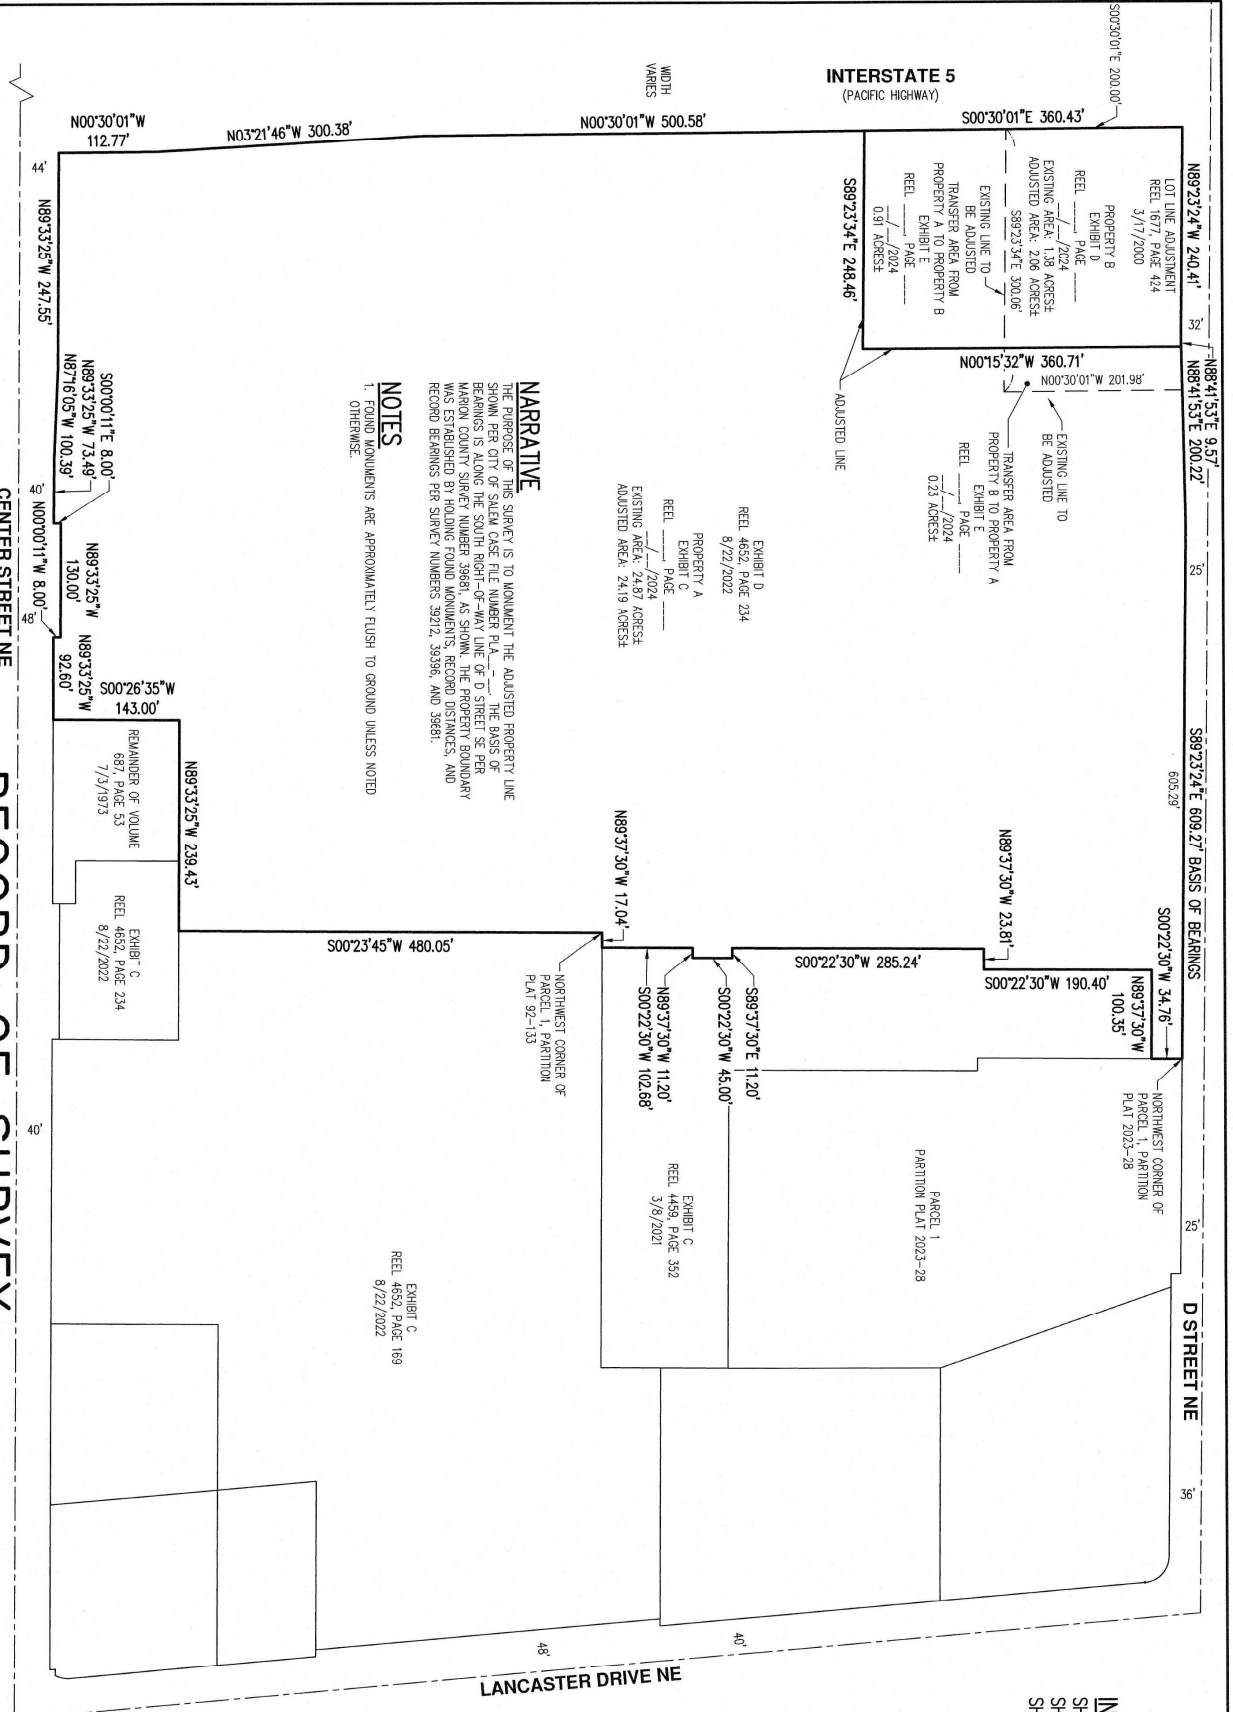 S00°30'01"E 200.00'
INTERSTATE 5
(PACIFIC HIGHWAY)
WIDTH
VARIES
N00°30'01"W
112.77'
N03°21'46"W 300.38'
N00°30'01"W 500.58'
S00°30'01"E 360.43'
N89°23'24"W 240.41'
32'
N88°41'53"E 9.57'
N88°41'53"E 200.22'
25'
S89°23'24"E 609.27' BASIS OF BEARINGS
605.29'
S00°22'30"W 34.76'
LOT LINE ADJUSTMENT
REEL 1677, PAGE 424
3/17/2000
PROPERTY B
EXHIBIT D
REEL ____, PAGE ____
__/__/2024
EXISTING AREA: 1.38 ACRES±
ADJUSTED AREA: 2.06 ACRES±
S89°23'34"E 300.06'
EXISTING LINE TO
BE ADJUSTED
TRANSFER AREA FROM
PROPERTY A TO PROPERTY B
EXHIBIT E
REEL ____, PAGE ____
__/__/2024
0.91 ACRES±
S89°23'34"E 248.46'
N00°15'32"W 360.71'
N00°30'01"W 201.98'
EXISTING LINE TO
BE ADJUSTED
TRANSFER AREA FROM
PROPERTY B TO PROPERTY A
EXHIBIT E
REEL ____, PAGE ____
__/__/2024
0.23 ACRES±
ADJUSTED LINE
EXHIBIT D
REEL 4652, PAGE 234
8/22/2022
PROPERTY A
EXHIBIT C
REEL ____, PAGE ____
__/__/2024
EXISTING AREA: 24.87 ACRES±
ADJUSTED AREA: 24.19 ACRES±
NARRATIVE
THE PURPOSE OF THIS SURVEY IS TO MONUMENT THE ADJUSTED PROPERTY LINE
SHOWN PER CITY OF SALEM CASE FILE NUMBER PLA__-__. THE BASIS OF
BEARINGS IS ALONG THE SOUTH RIGHT-OF-WAY LINE OF D STREET SE PER
MARION COUNTY SURVEY NUMBER 39681, AS SHOWN. THE PROPERTY BOUNDARY
WAS ESTABLISHED BY HOLDING FOUND MONUMENTS, RECORD DISTANCES, AND
RECORD BEARINGS PER SURVEY NUMBERS 39212, 39396, AND 39681.
NOTES
1. FOUND MONUMENTS ARE APPROXIMATELY FLUSH TO GROUND UNLESS NOTED
OTHERWISE.
N89°37'30"W
100.35'
S00°22'30"W 190.40'
N89°37'30"W 23.81'
S00°22'30"W 285.24'
S89°37'30"E 11.20'
S00°22'30"W 45.00'
N89°37'30"W 11.20'
S00°22'30"W 102.68'
N89°37'30"W 17.04'
S00°23'45"W 480.05'
N89°33'25"W 239.43'
S00°26'35"W
143.00'
NORTHWEST CORNER OF
PARCEL 1, PARTITION
PLAT 2023-28
NORTHWEST CORNER OF
PARCEL 1, PARTITION
PLAT 92-133
PARCEL 1
PARTITION PLAT 2023-28
EXHIBIT C
REEL 4459, PAGE 352
3/8/2021
EXHIBIT C
REEL 4652, PAGE 169
8/22/2022
REMAINDER OF VOLUME
687, PAGE 53
7/3/1973
EXHIBIT C
REEL 4652, PAGE 234
8/22/2022
44'
N89°33'25"W 247.55'
S00°00'11"E 8.00'
N89°33'25"W 73.49'
N87°16'05"W 100.39'
40'
N00°00'11"W 8.00'
N89°33'25"W
130.00'
48'
N89°33'25"W
92.60'
40'
CENTER STREET NE
25'
D STREET NE
36'
48'
40'
LANCASTER DRIVE NE
RECORD OF SURVEY
IN
SH
SH
SH